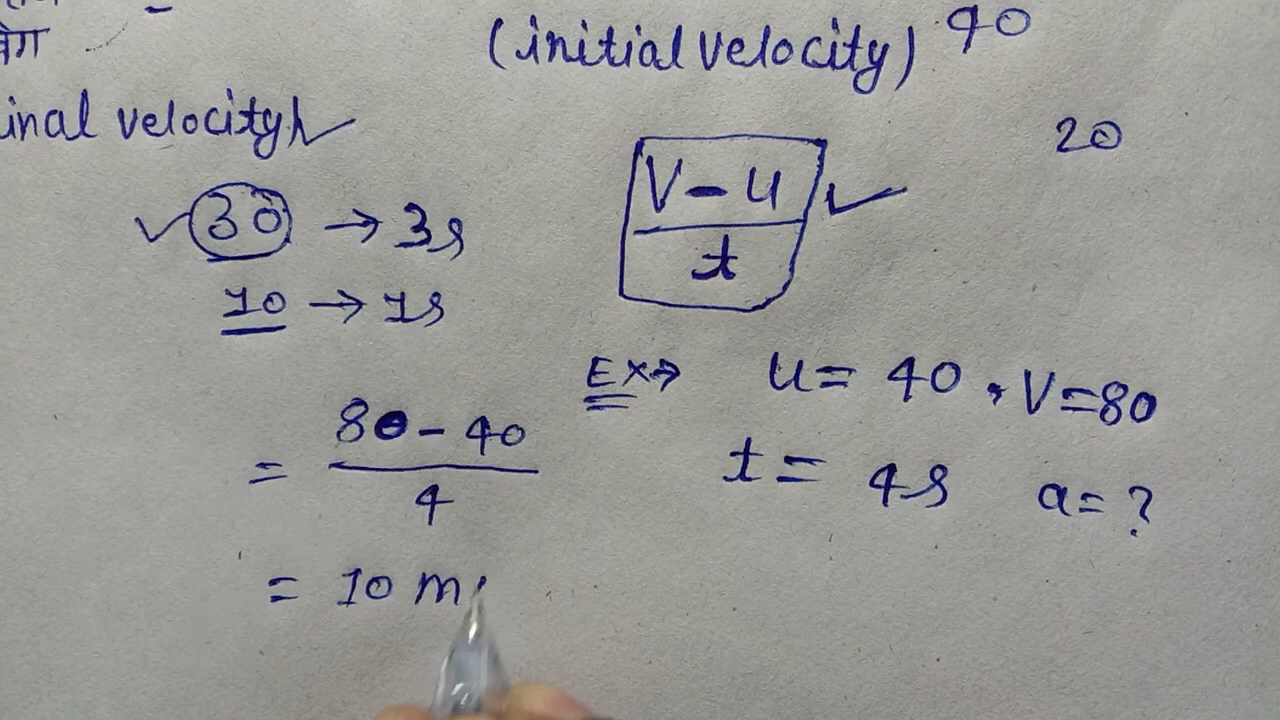 (initial velocity) 40
inal velocity
20
V - u
t
30 → 3s
10 → 1s
Ex→ u = 40, V = 80
t = 4s a = ?
= 80 - 40
4
= 10 m